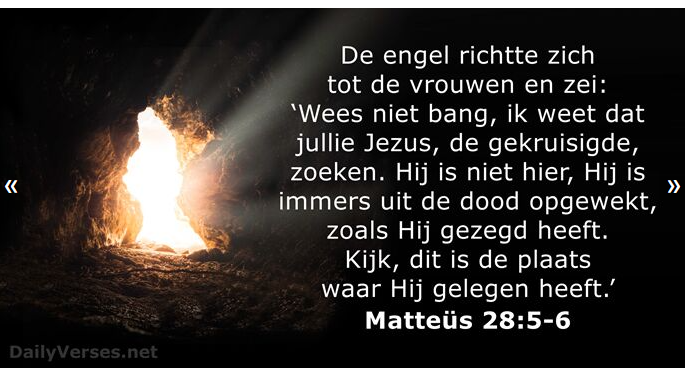 De engel richtte zich
tot de vrouwen en zei:
‘Wees niet bang, ik weet dat
jullie Jezus, de gekruisigde,
zoeken. Hij is niet hier, Hij is
immers uit de dood opgewekt,
zoals Hij gezegd heeft.
Kijk, dit is de plaats
waar Hij gelegen heeft.’
Matteüs 28:5-6
«
»
DailyVerses.net